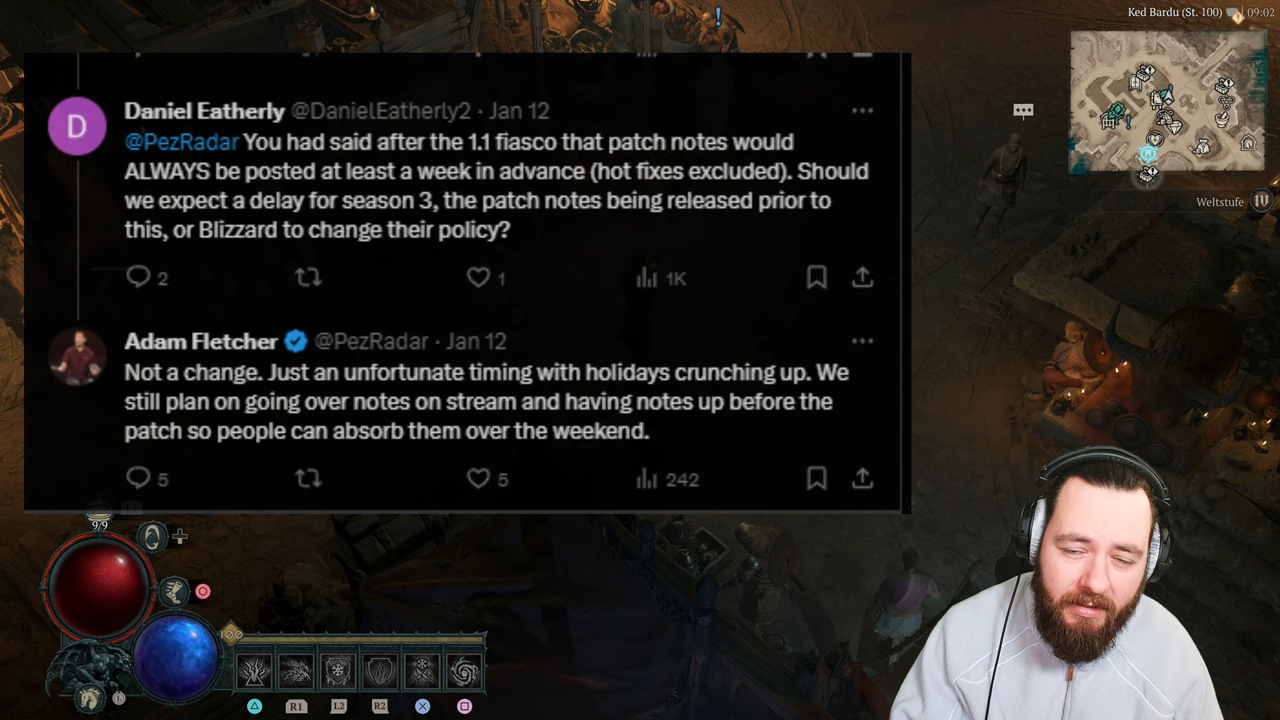 Ked Bardu (St. 100) 09:02
Daniel Eatherly @DanielEatherly2 · Jan 12
D
@PezRadar You had said after the 1.1 fiasco that patch notes would
ALWAYS be posted at least a week in advance (hot fixes excluded). Should
we expect a delay for season 3, the patch notes being released prior to
this, or Blizzard to change their policy?
2 1 1K
Weltstufe IV
Adam Fletcher @PezRadar · Jan 12
Not a change. Just an unfortunate timing with holidays crunching up. We
still plan on going over notes on stream and having notes up before the
patch so people can absorb them over the weekend.
5 5 242
9/9
100
R1 L2 R2